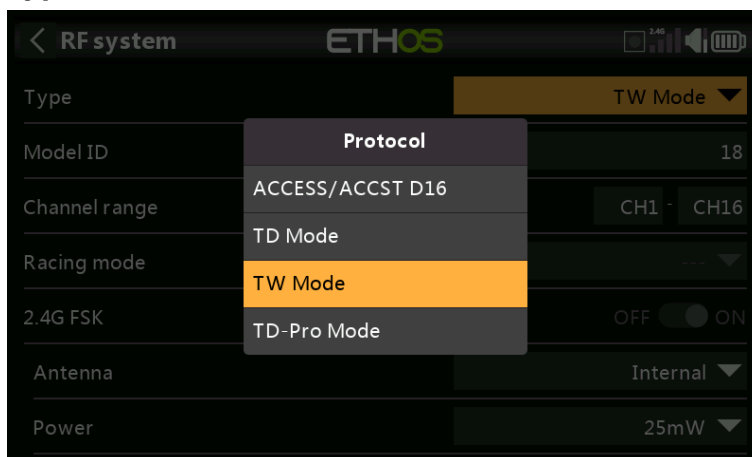 RF system ETHOS 2.4G
Type TW Mode
Protocol
Model ID 18
ACCESS/ACCST D16
Channel range CH1 - CH16
TD Mode
Racing mode ---
TW Mode
2.4G FSK OFF ON
TD-Pro Mode
Antenna Internal
Power 25mW